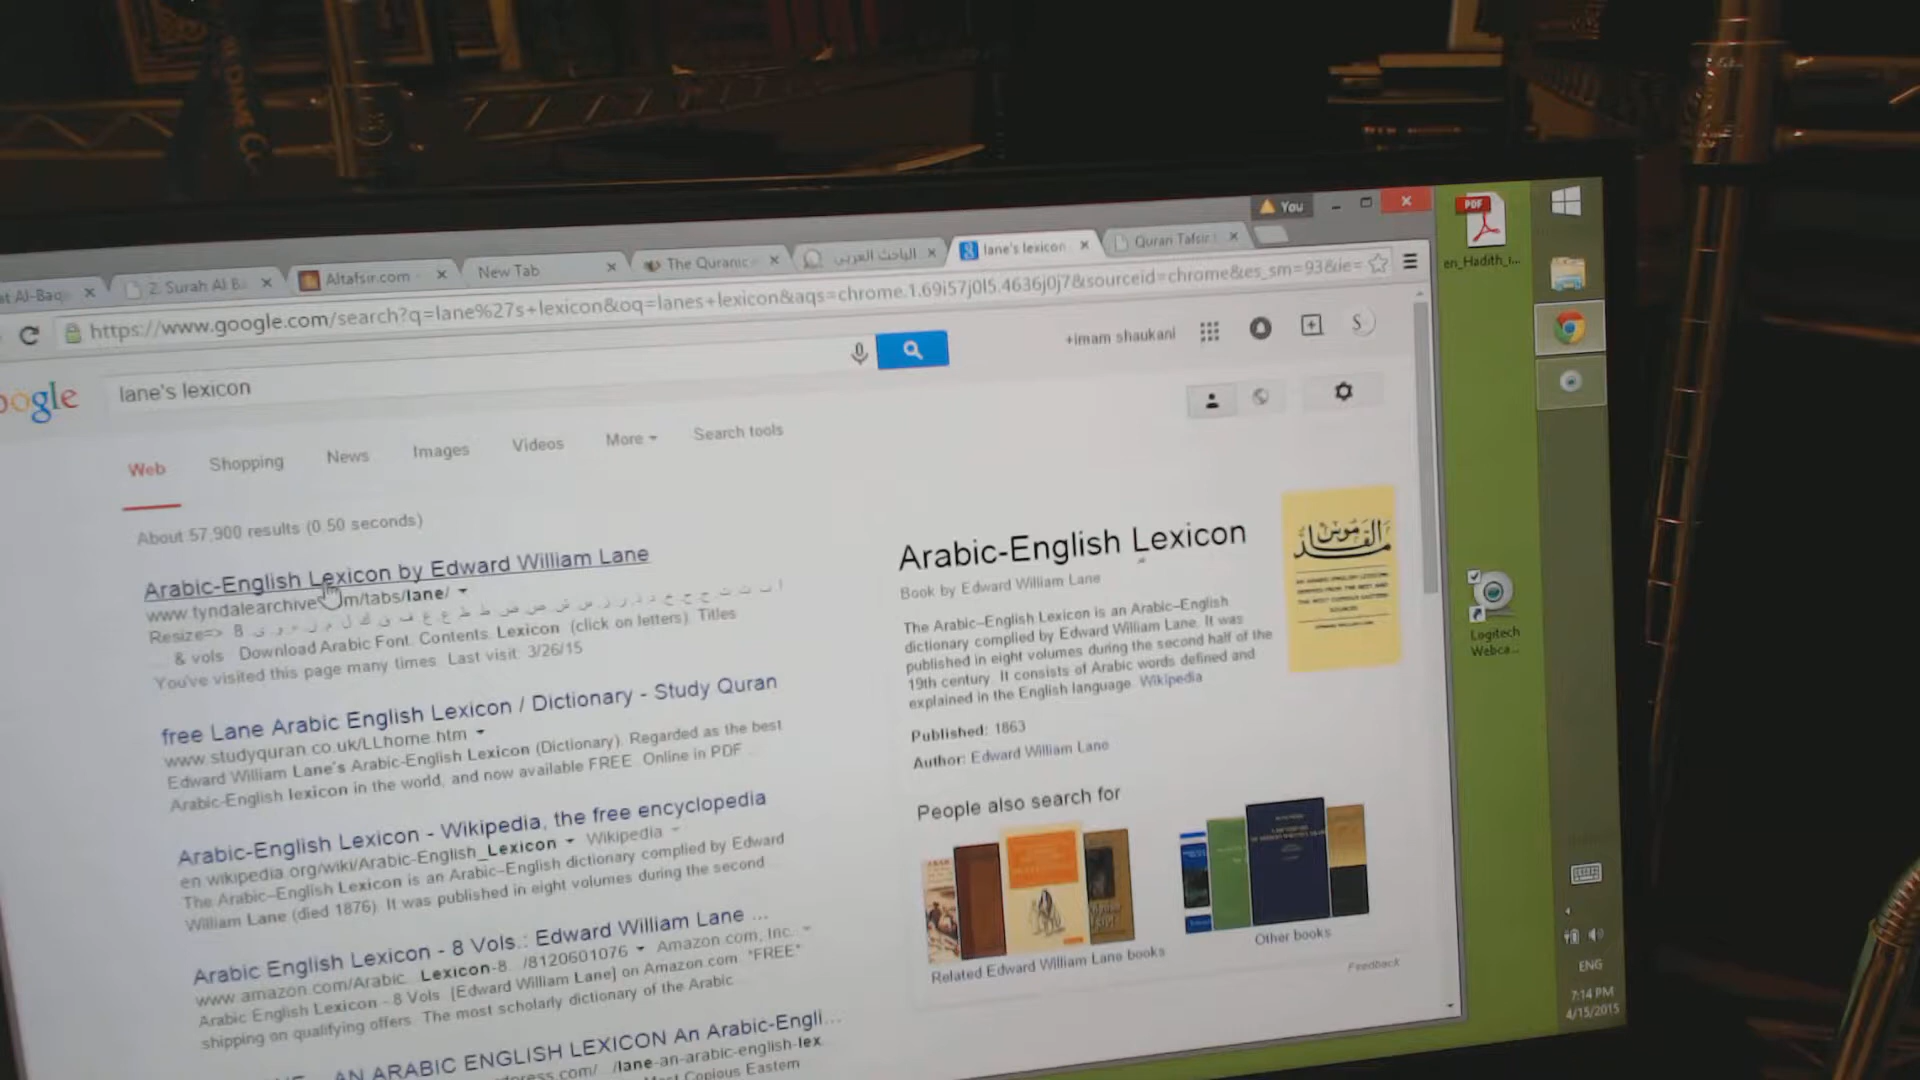 at Al-Baq
2. Surah Al B
Altafsir.com -
New Tab
The Quranic
الباحث العربي
lane's lexicon
Quran Tafsir
You
https://www.google.com/search?q=lane%27s+lexicon&oq=lanes+lexicon&aqs=chrome.1.69i57j0l5.4636j0j7&sourceid=chrome&es_sm=93&ie=
oogle
lane's lexicon
+imam shaukani
S
Web
Shopping
News
Images
Videos
More
Search tools
About 57,900 results (0.50 seconds)
Arabic-English Lexicon by Edward William Lane
www.tyndalearchive m/tabs/lane/
Resize=> 8
& vols Download Arabic Font. Contents. Lexicon (click on letters). Titles
You've visited this page many times. Last visit: 3/26/15
free Lane Arabic English Lexicon / Dictionary - Study Quran
www.studyquran.co.uk/LLhome.htm
Edward William Lane's Arabic-English Lexicon (Dictionary). Regarded as the best
Arabic-English lexicon in the world, and now available FREE. Online in PDF
Arabic-English Lexicon - Wikipedia, the free encyclopedia
en.wikipedia.org/wiki/Arabic-English_Lexicon Wikipedia
The Arabic–English Lexicon is an Arabic–English dictionary complied by Edward
William Lane (died 1876). It was published in eight volumes during the second
Arabic English Lexicon - 8 Vols.: Edward William Lane ...
www.amazon.com/Arabic...Lexicon-8.../8120601076 Amazon.com, Inc.
Arabic English Lexicon - 8 Vols. [Edward William Lane] on Amazon.com. *FREE*
shipping on qualifying offers. The most scholarly dictionary of the Arabic
AN ARABIC ENGLISH LEXICON An Arabic-Engli...
press.com/.../lane-an-arabic-english-lex
Most Copious Eastern
Arabic-English Lexicon
Book by Edward William Lane
The Arabic–English Lexicon is an Arabic–English
dictionary complied by Edward William Lane. It was
published in eight volumes during the second half of the
19th century. It consists of Arabic words defined and
explained in the English language. Wikipedia
Published: 1863
Author: Edward William Lane
People also search for
Related Edward William Lane books
Other books
Feedback
PDF
en_Hadith_I...
Logitech
Webca...
ENG
7:14 PM
4/15/2015